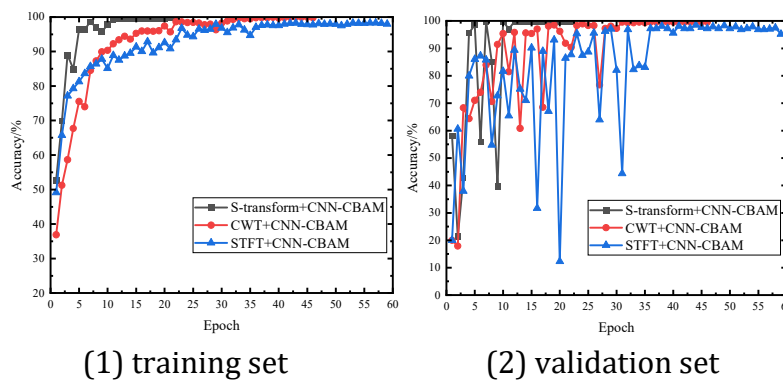 100
90
80
70
60
50
40
30
20
Accuracy/%
S-transform+CNN-CBAM
CWT+CNN-CBAM
STFT+CNN-CBAM
0 5 10 15 20 25 30 35 40 45 50 55 60
Epoch
(1) training set
100
90
80
70
60
50
40
30
20
10
0
Accuracy/%
S-transform+CNN-CBAM
CWT+CNN-CBAM
STFT+CNN-CBAM
0 5 10 15 20 25 30 35 40 45 50 55 6
Epoch
(2) validation set